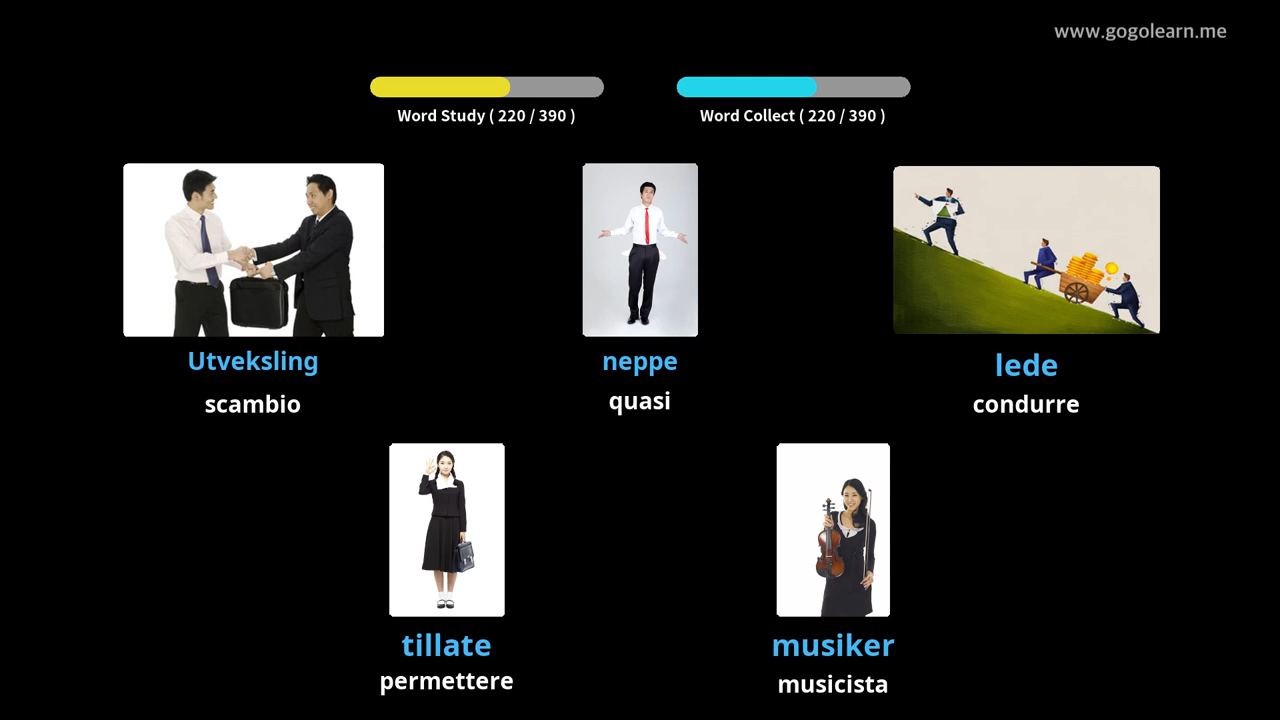 www.gogolearn.me
Word Study ( 220 / 390 )
Word Collect ( 220 / 390 )
Utveksling
scambio
neppe
quasi
lede
condurre
tillate
permettere
musiker
musicista